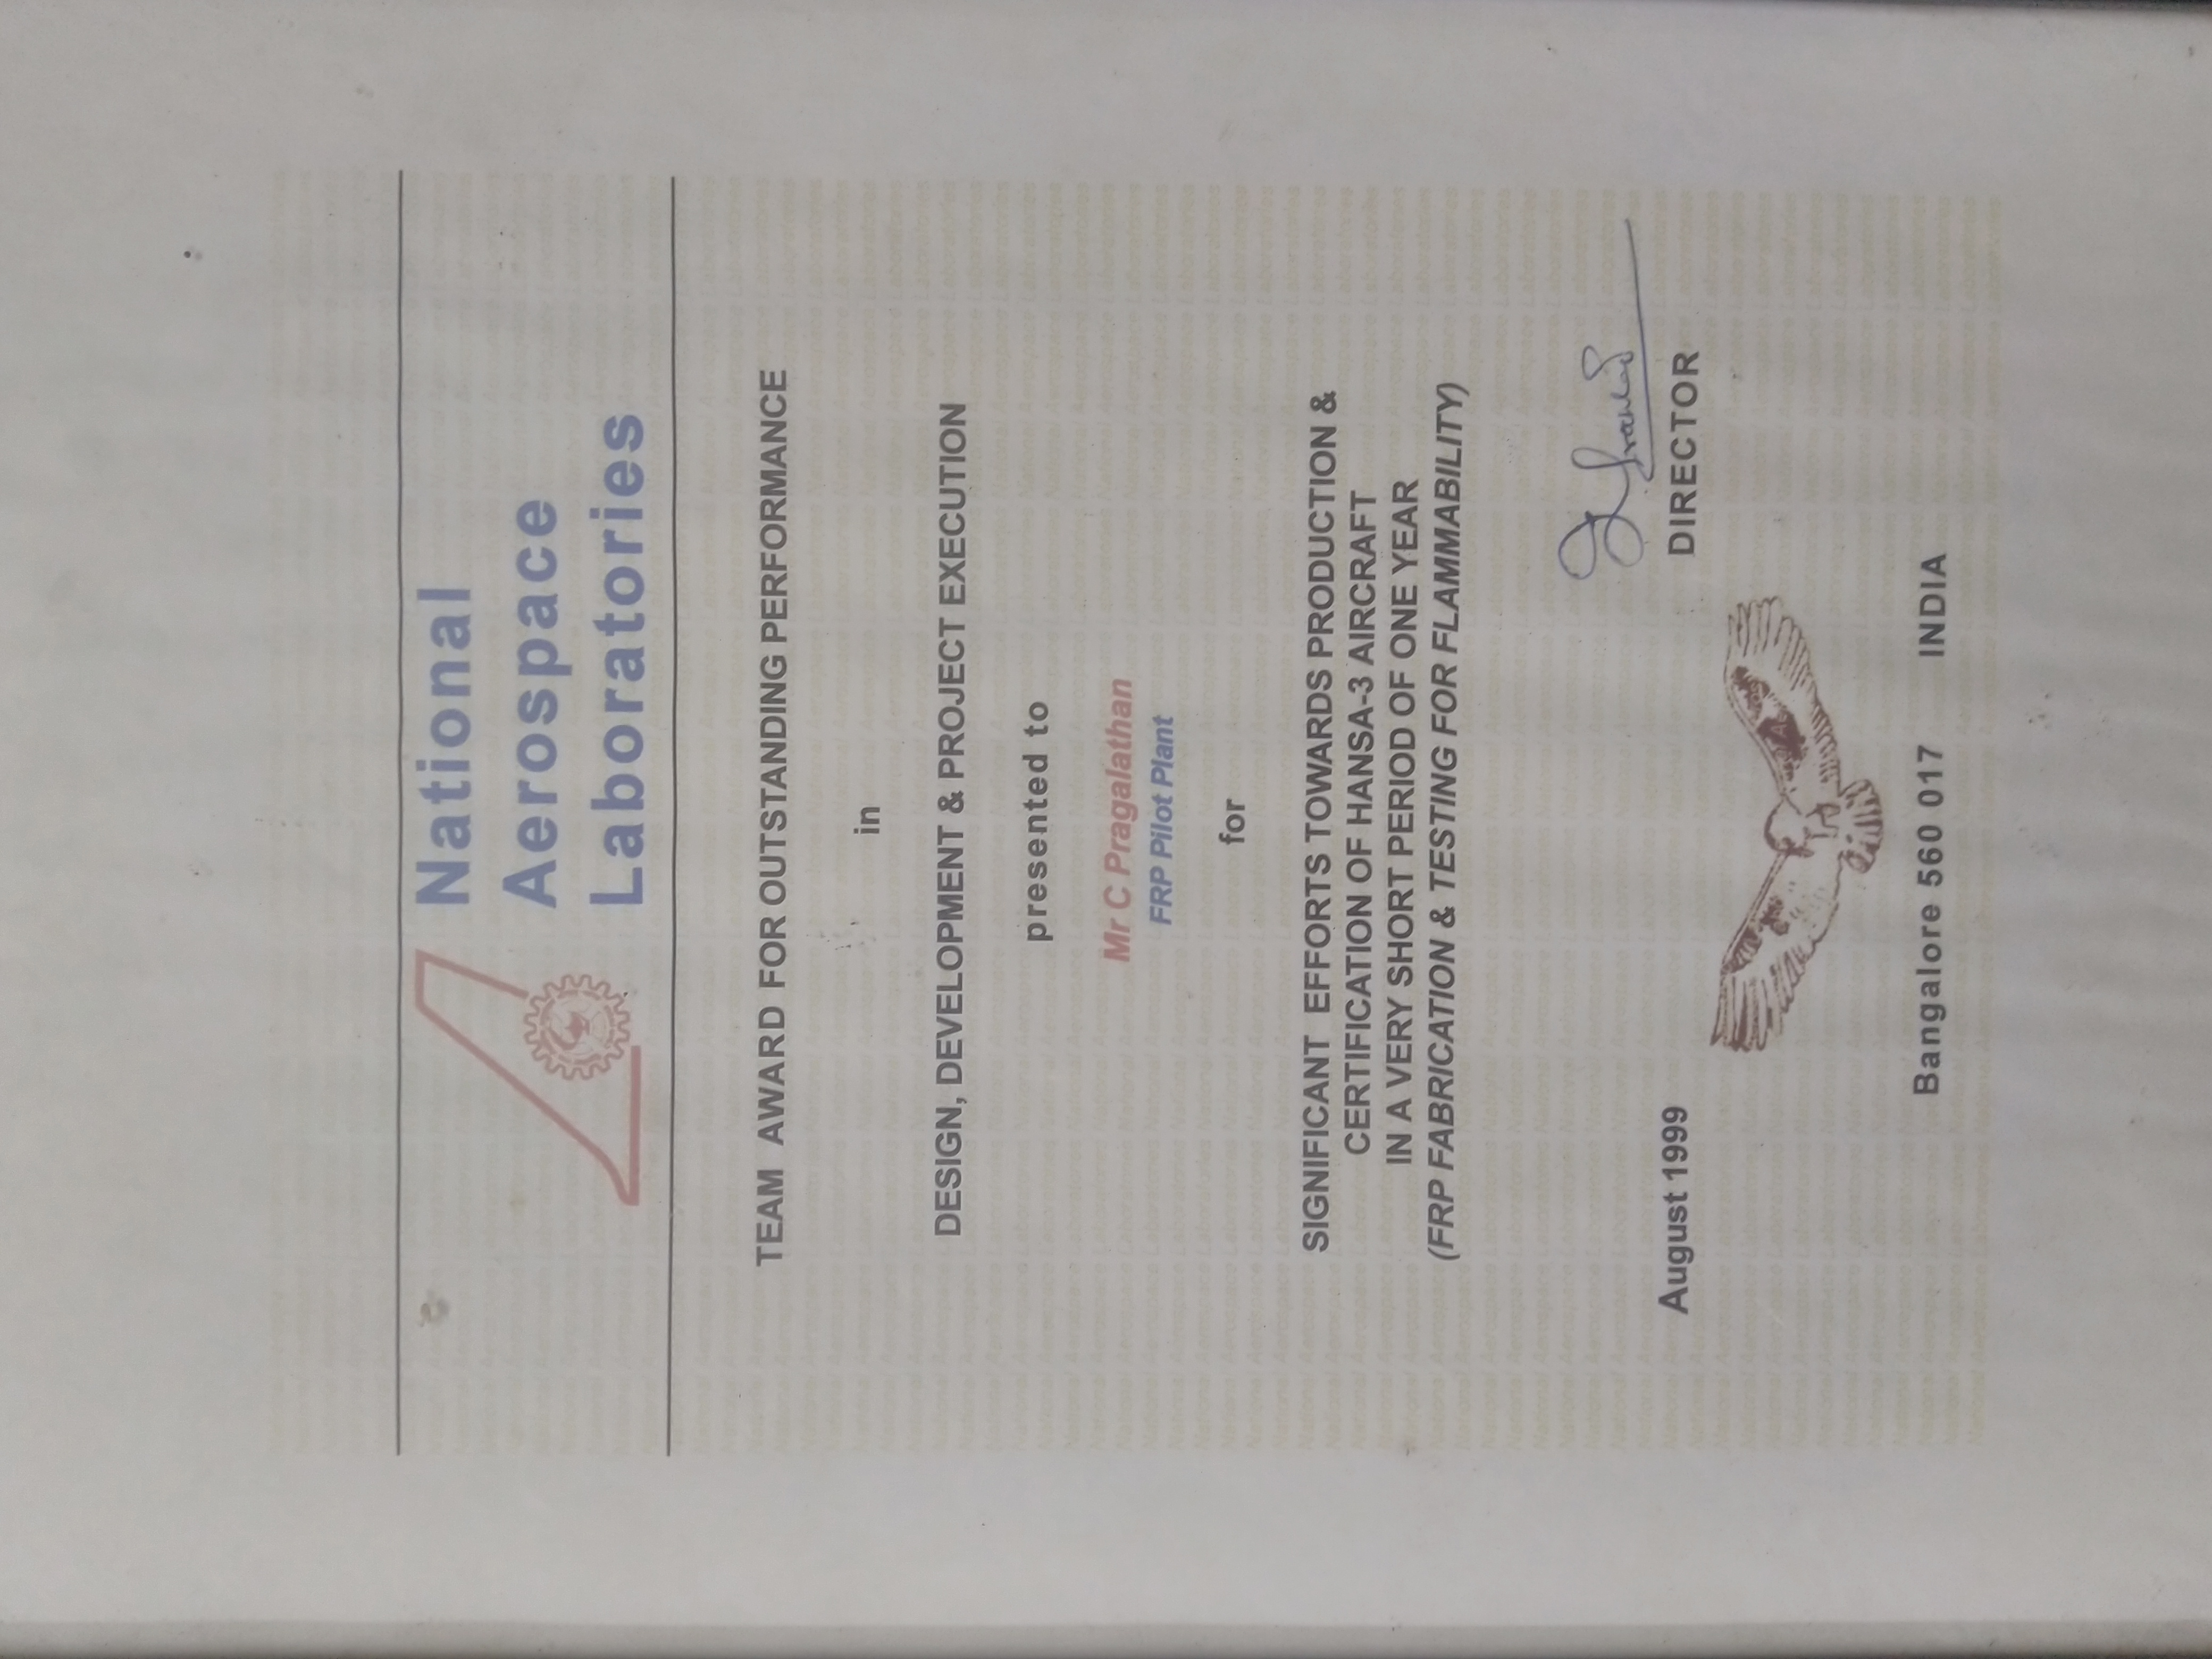 National
Aerospace
Laboratories
TEAM AWARD FOR OUTSTANDING PERFORMANCE
in
DESIGN, DEVELOPMENT & PROJECT EXECUTION
presented to
Mr C Pragalathan
FRP Pilot Plant
for
SIGNIFICANT EFFORTS TOWARDS PRODUCTION &
CERTIFICATION OF HANSA-3 AIRCRAFT
IN A VERY SHORT PERIOD OF ONE YEAR
(FRP FABRICATION & TESTING FOR FLAMMABILITY)
August 1999
DIRECTOR
Bangalore 560 017 INDIA